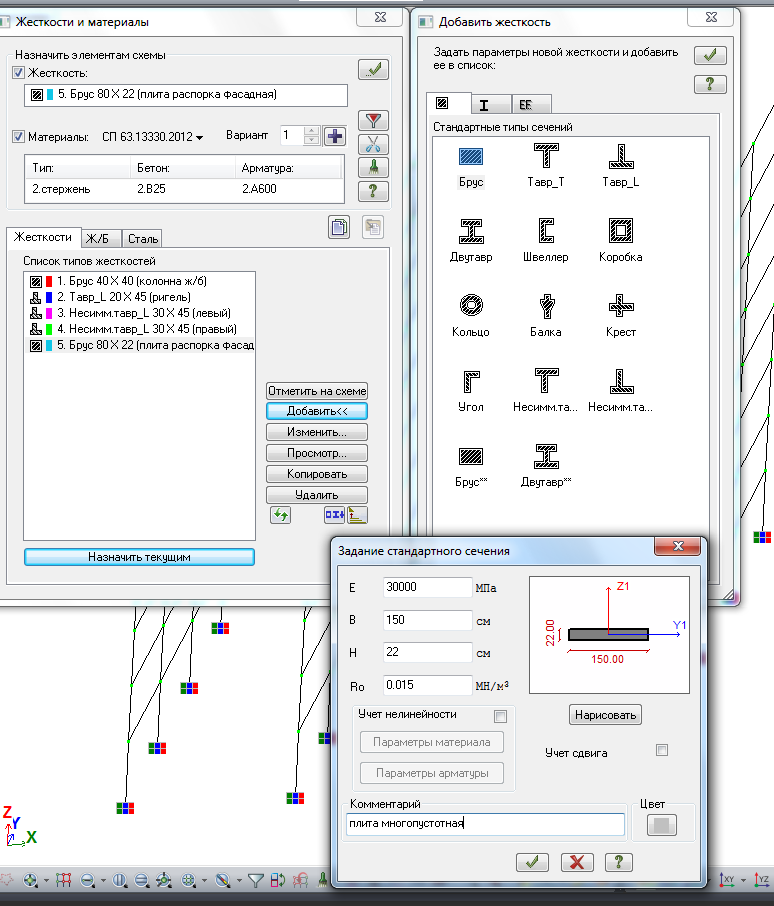 Жесткости и материалы
Назначить элементам схемы
Жесткость:
5. Брус 80 X 22 (плита распорка фасадная)
Материалы: СП 63.13330.2012 Вариант 1
Тип: Бетон: Арматура:
2.стержень 2.B25 2.A600
Жесткости Ж/Б Сталь
Список типов жесткостей
1. Брус 40 X 40 (колонна ж/б)
2. Тавр_L 20 X 45 (ригель)
3. Несимм.тавр_L 30 X 45 (левый)
4. Несимм.тавр_L 30 X 45 (правый)
5. Брус 80 X 22 (плита распорка фасад
Отметить на схеме
Добавить<<
Изменить...
Просмотр...
Копировать
Удалить
Назначить текущим
Добавить жесткость
Задать параметры новой жесткости и добавить
ее в список:
Стандартные типы сечений
Брус Тавр_T Тавр_L
Двутавр Швеллер Коробка
Кольцо Балка Крест
Угол Несимм.та... Несимм.та...
Брус** Двутавр**
Задание стандартного сечения
E 30000 МПа
B 150 см
H 22 см
Ro 0.015 МН/м³
Z1
Y1
22.00
150.00
Учет нелинейности
Параметры материала
Параметры арматуры
Нарисовать
Учет сдвига
Комментарий
плита многопустотная
Цвет
Z
Y
X
XY YZ